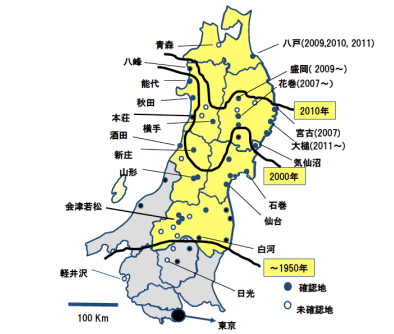 青森
八戸(2009,2010, 2011)
八峰
盛岡( 2009～)
能代
花巻(2007～)
秋田
2010年
本荘
横手
宮古(2007)
酒田
大槌(2011～)
新庄
気仙沼
山形
2000年
石巻
会津若松
仙台
白河
～1950年
軽井沢
確認地
日光
未確認地
100 Km
東京